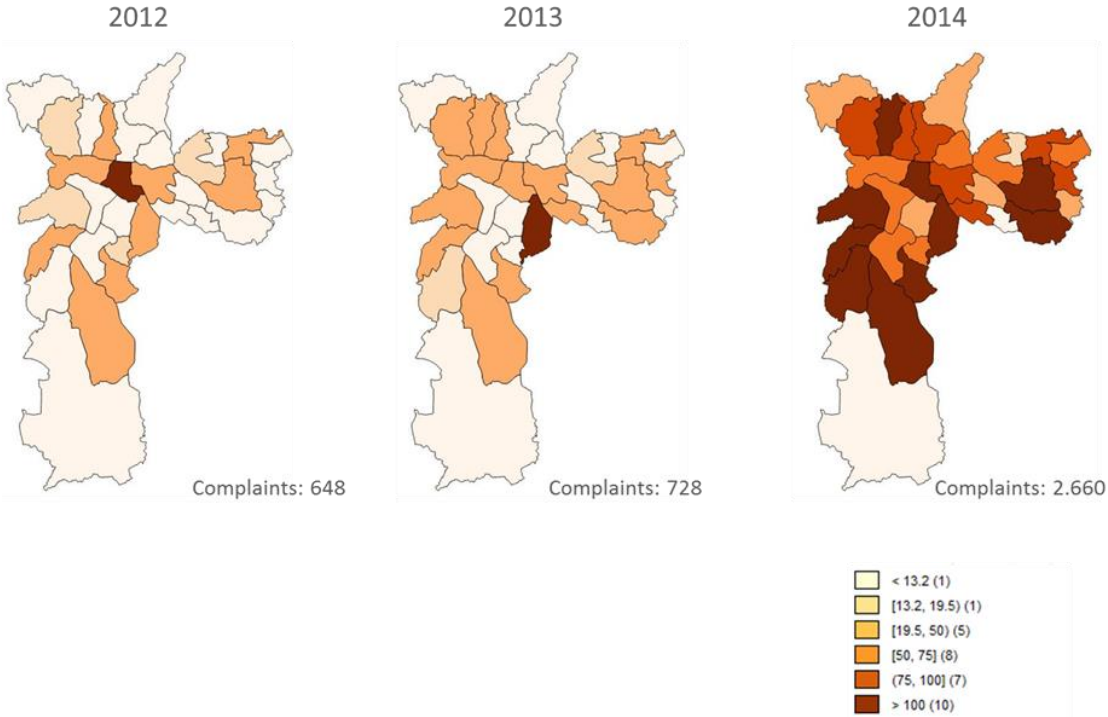 2012
2013
2014
Complaints: 648
Complaints: 728
Complaints: 2.660
< 13.2 (1)
[13.2, 19.5) (1)
[19.5, 50) (5)
[50, 75] (8)
(75, 100] (7)
> 100 (10)